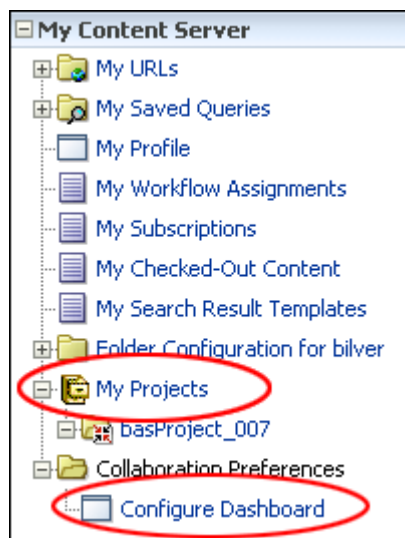 My Content Server
My URLs
My Saved Queries
My Profile
My Workflow Assignments
My Subscriptions
My Checked-Out Content
My Search Result Templates
Folder Configuration for bilver
My Projects
basProject_007
Collaboration Preferences
Configure Dashboard